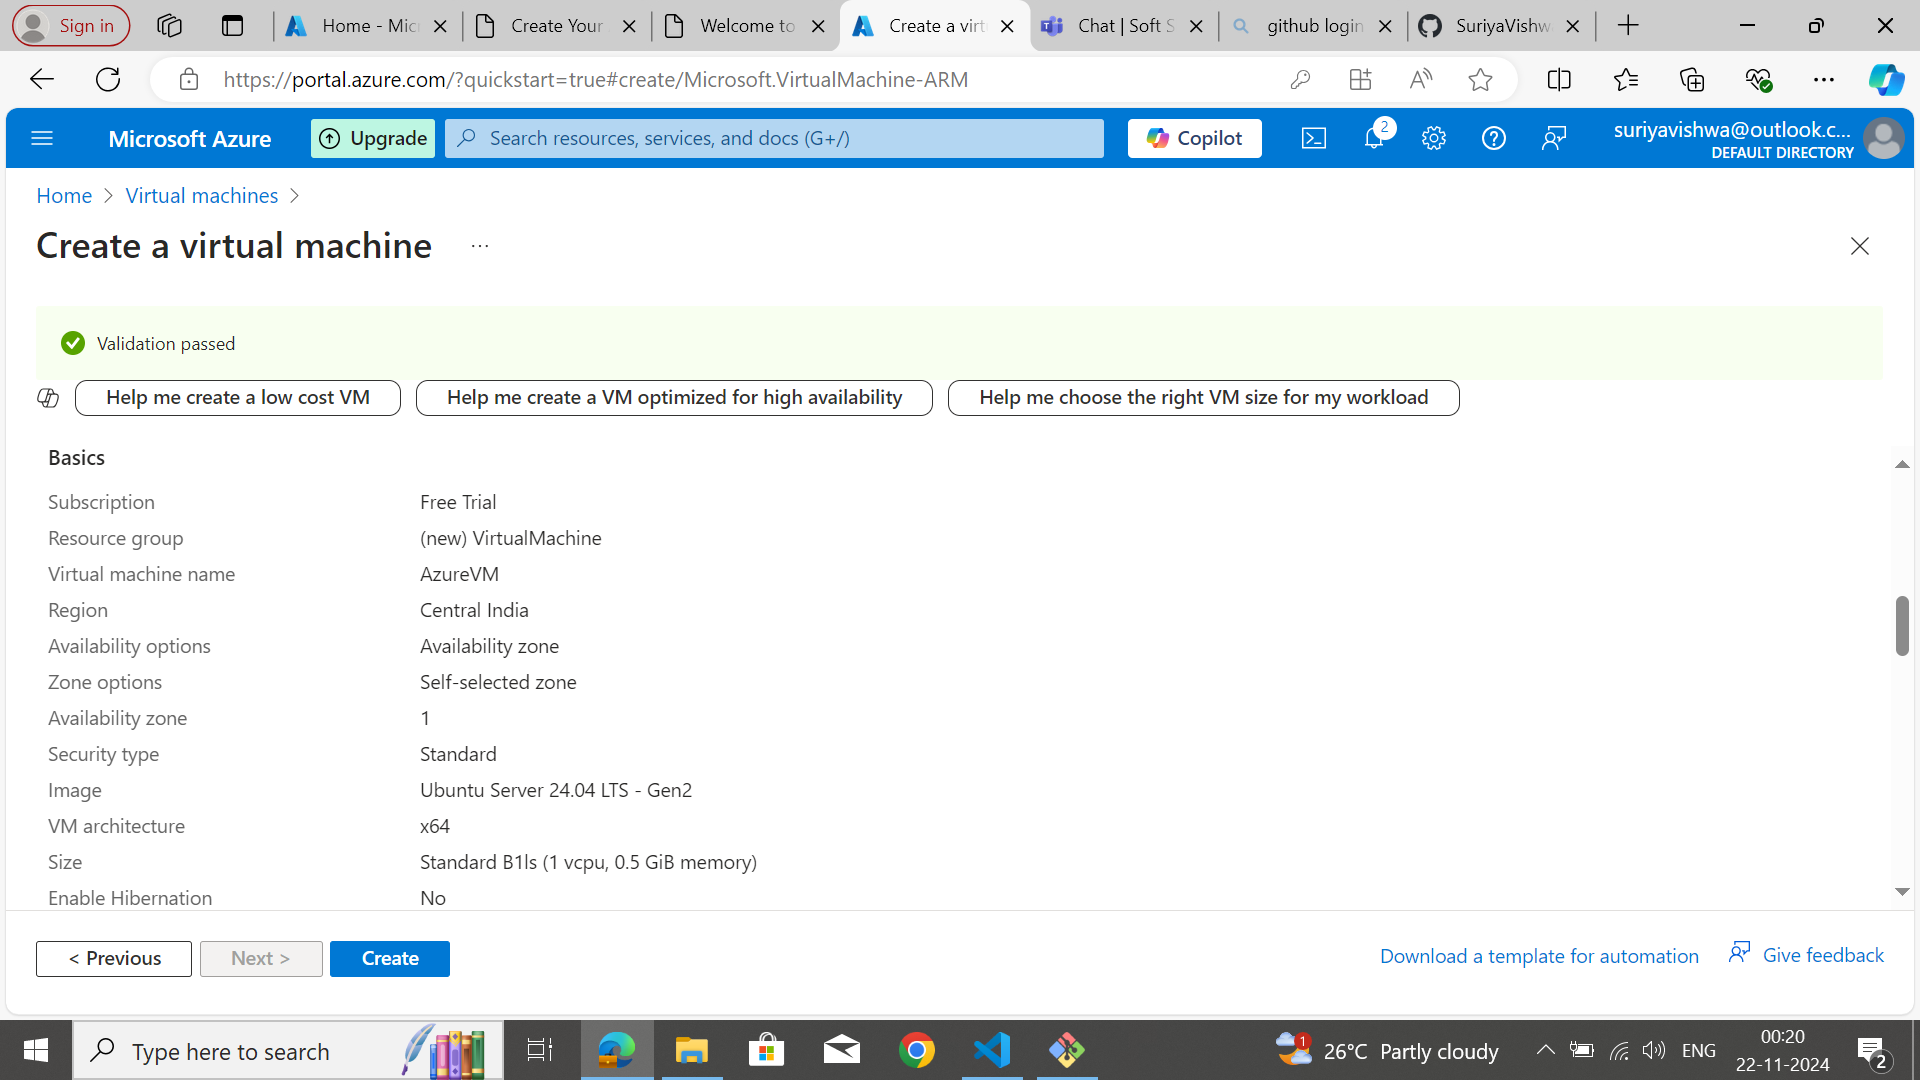 Sign in
Home - Mic
Create Your
Welcome to
Create a virt
Chat | Soft S
github login
SuriyaVishw
https://portal.azure.com/?quickstart=true#create/Microsoft.VirtualMachine-ARM
Microsoft Azure
Upgrade
Search resources, services, and docs (G+/)
Copilot
2
suriyavishwa@outlook.c...
DEFAULT DIRECTORY
Home > Virtual machines >
Create a virtual machine ...
Validation passed
Help me create a low cost VM
Help me create a VM optimized for high availability
Help me choose the right VM size for my workload
Basics
Subscription Free Trial
Resource group (new) VirtualMachine
Virtual machine name AzureVM
Region Central India
Availability options Availability zone
Zone options Self-selected zone
Availability zone 1
Security type Standard
Image Ubuntu Server 24.04 LTS - Gen2
VM architecture x64
Size Standard B1ls (1 vcpu, 0.5 GiB memory)
Enable Hibernation No
< Previous
Next >
Create
Download a template for automation
Give feedback
Type here to search
1
26°C Partly cloudy
ENG
00:20
22-11-2024
2